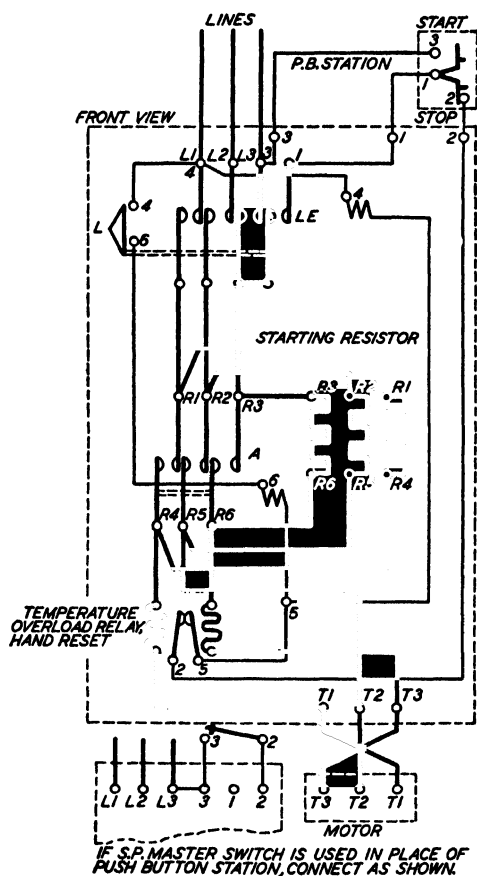 LINES
START
3
P.B. STATION
1
2
FRONT VIEW
STOP
3
1
2
L1 L2 L3 3 1
4
4
4
L
LE
6
STARTING RESISTOR
R3 R1
R1 R2 R3
A
R6 R4
6
R4 R5 R6
TEMPERATURE
OVERLOAD RELAY,
HAND RESET
5
2 5
T1 T2 T3
3 2
L1 L2 L3 3 1 2
T3 T2 T1
MOTOR
IF S.P. MASTER SWITCH IS USED IN PLACE OF
PUSH BUTTON STATION, CONNECT AS SHOWN.